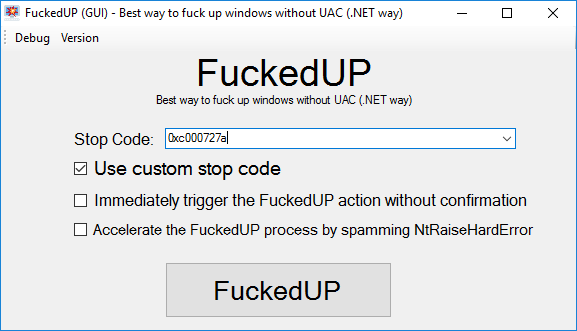 FuckedUP (GUI) - Best way to fuck up windows without UAC (.NET way)
Debug Version
FuckedUP
Best way to fuck up windows without UAC (.NET way)
Stop Code: 0xc000727a
Use custom stop code
Immediately trigger the FuckedUP action without confirmation
Accelerate the FuckedUP process by spamming NtRaiseHardError
FuckedUP